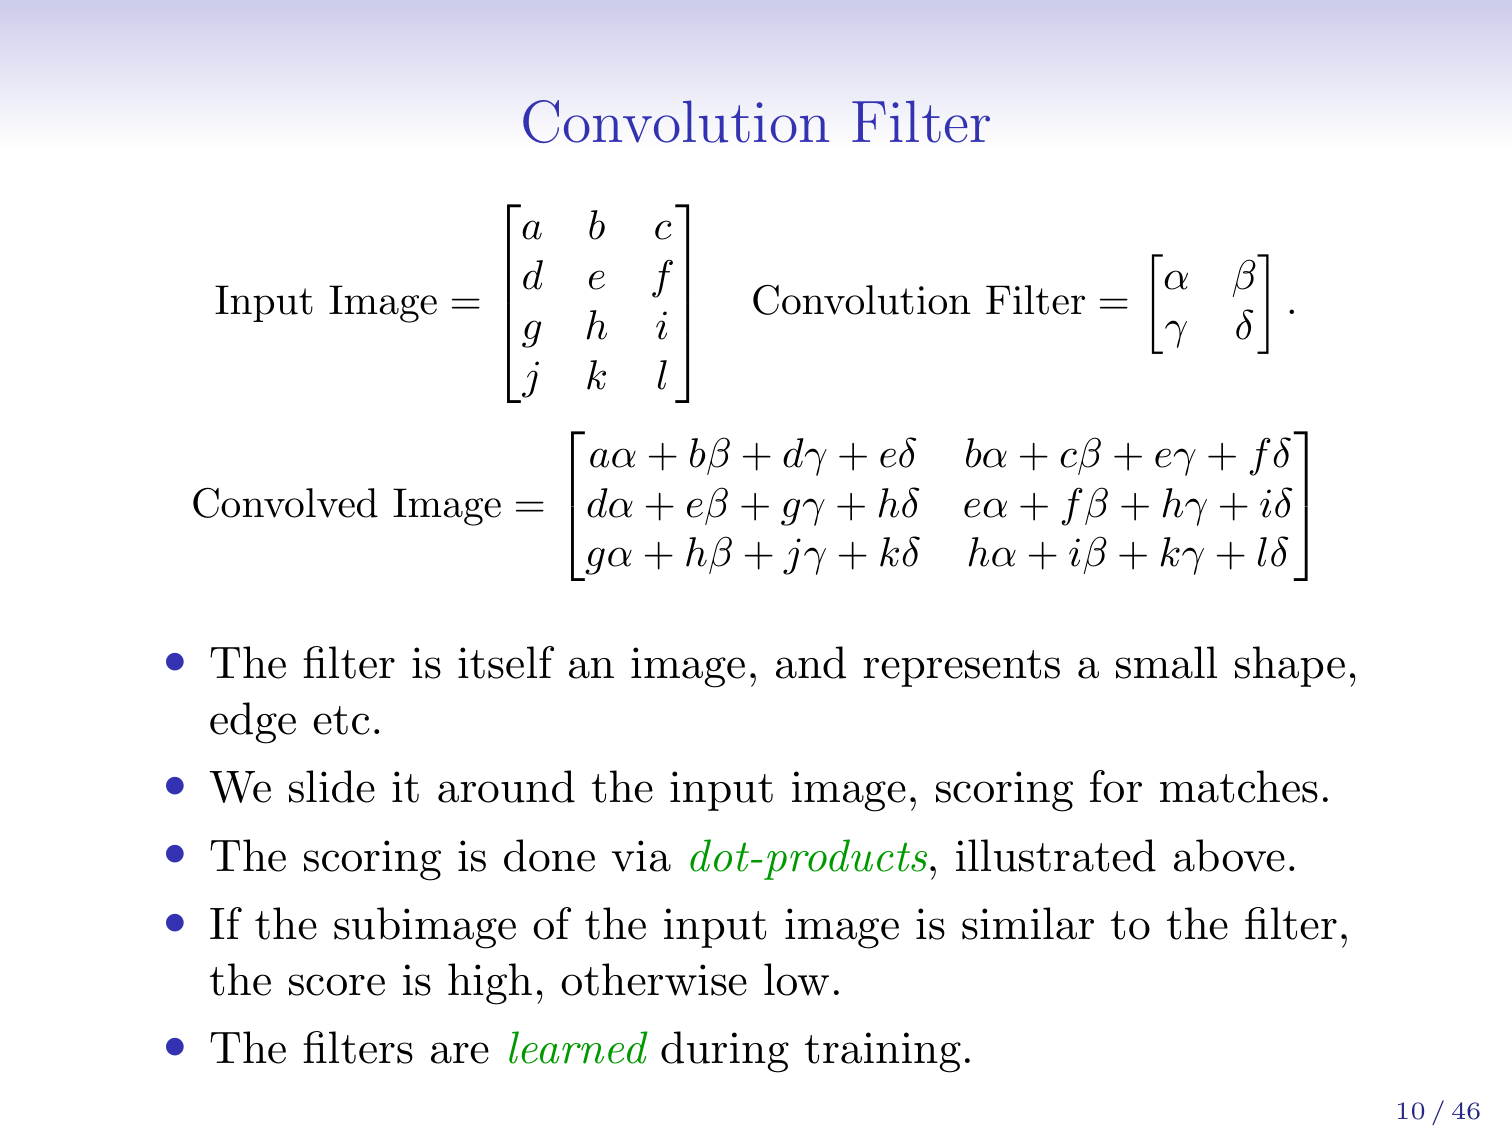 Convolution Filter
Input Image = [a b c
d e f
g h i
j k l] Convolution Filter = [α β
γ δ].
Convolved Image = [aα + bβ + dγ + eδ bα + cβ + eγ + fδ
dα + eβ + gγ + hδ eα + fβ + hγ + iδ
gα + hβ + jγ + kδ hα + iβ + kγ + lδ]
• The filter is itself an image, and represents a small shape,
edge etc.
• We slide it around the input image, scoring for matches.
• The scoring is done via dot-products, illustrated above.
• If the subimage of the input image is similar to the filter,
the score is high, otherwise low.
• The filters are learned during training.
10 / 46